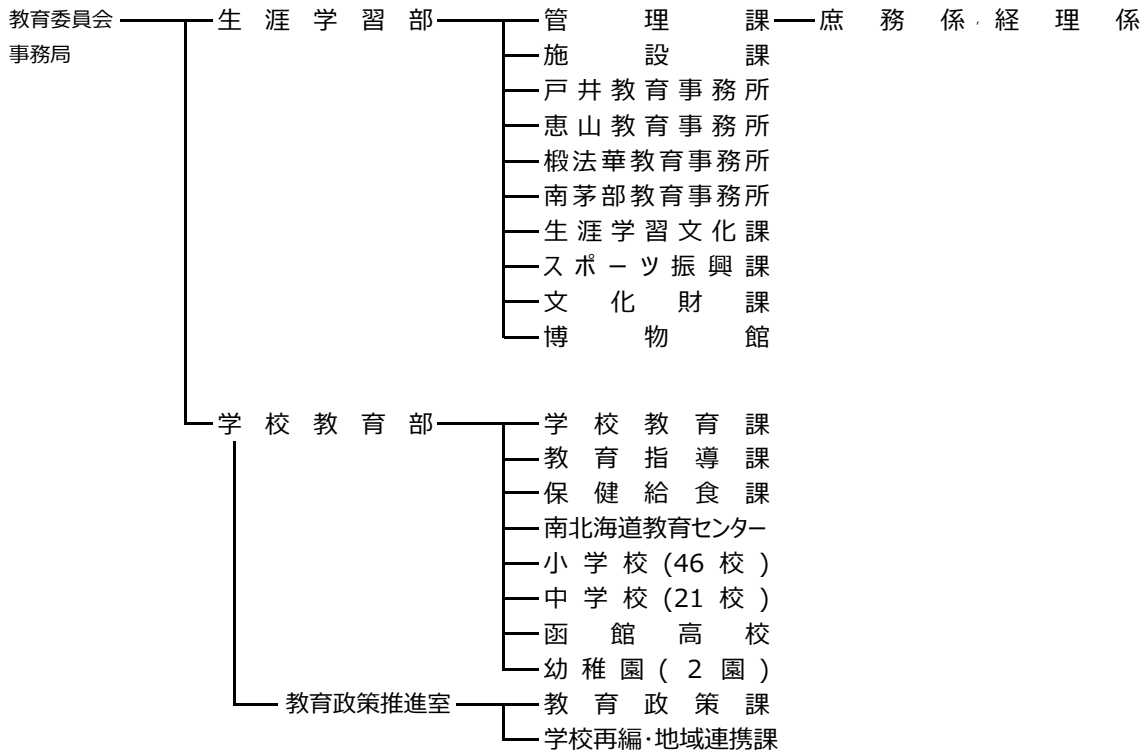 教育委員会 生涯学習部 管理課 庶務係,経理係
事務局 施設課
戸井教育事務所
恵山教育事務所
椴法華教育事務所
南茅部教育事務所
生涯学習文化課
スポーツ振興課
文化財課
博物館
学校教育部 学校教育課
教育指導課
保健給食課
南北海道教育センター
小学校(46校)
中学校(21校)
函館高校
幼稚園(2園)
教育政策推進室 教育政策課
学校再編・地域連携課